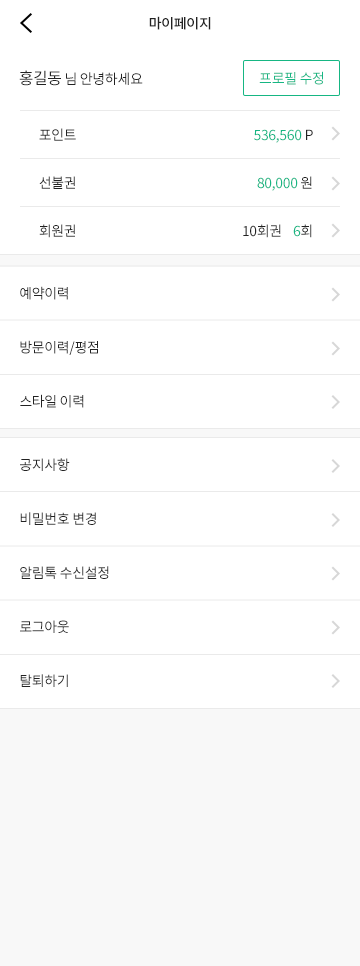 마이페이지
홍길동 님 안녕하세요 프로필 수정
포인트 536,560 P
선불권 80,000 원
회원권 10회권 6회
예약이력
방문이력/평점
스타일 이력
공지사항
비밀번호 변경
알림톡 수신설정
로그아웃
탈퇴하기